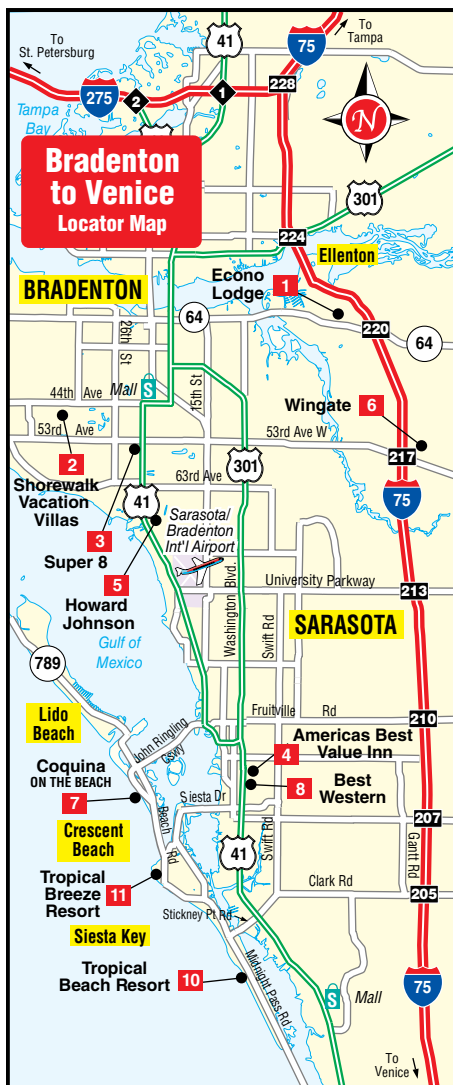 To
St. Petersburg
41
To
Tampa
75
275
2
1
228
Tampa
Bay
N
Bradenton
to Venice
Locator Map
301
224
Ellenton
BRADENTON
Econo
Lodge
1
64
220
64
26th St
15th St
44th Ave
Mall
S
Wingate
6
53rd Ave
53rd Ave W
2
217
Shorewalk
Vacation
Villas
63rd Ave
301
41
75
3
Super 8
Sarasota/
Bradenton
Int'l Airport
5
Howard
Johnson
University Parkway
213
Washington Blvd.
Swift Rd
SARASOTA
Gulf of
Mexico
789
Lido
Beach
Fruitville Rd
210
John Ringling
Cswy
Americas Best
Value Inn
4
Coquina
ON THE BEACH
7
8
Best
Western
Siesta Dr
Beach Rd
207
Crescent
Beach
41
Swift Rd
Gantt Rd
Tropical
Breeze
Resort
11
Clark Rd
205
Stickney Pt Rd
Siesta Key
Tropical
Beach Resort
10
Midnight Pass Rd
S
Mall
75
To
Venice